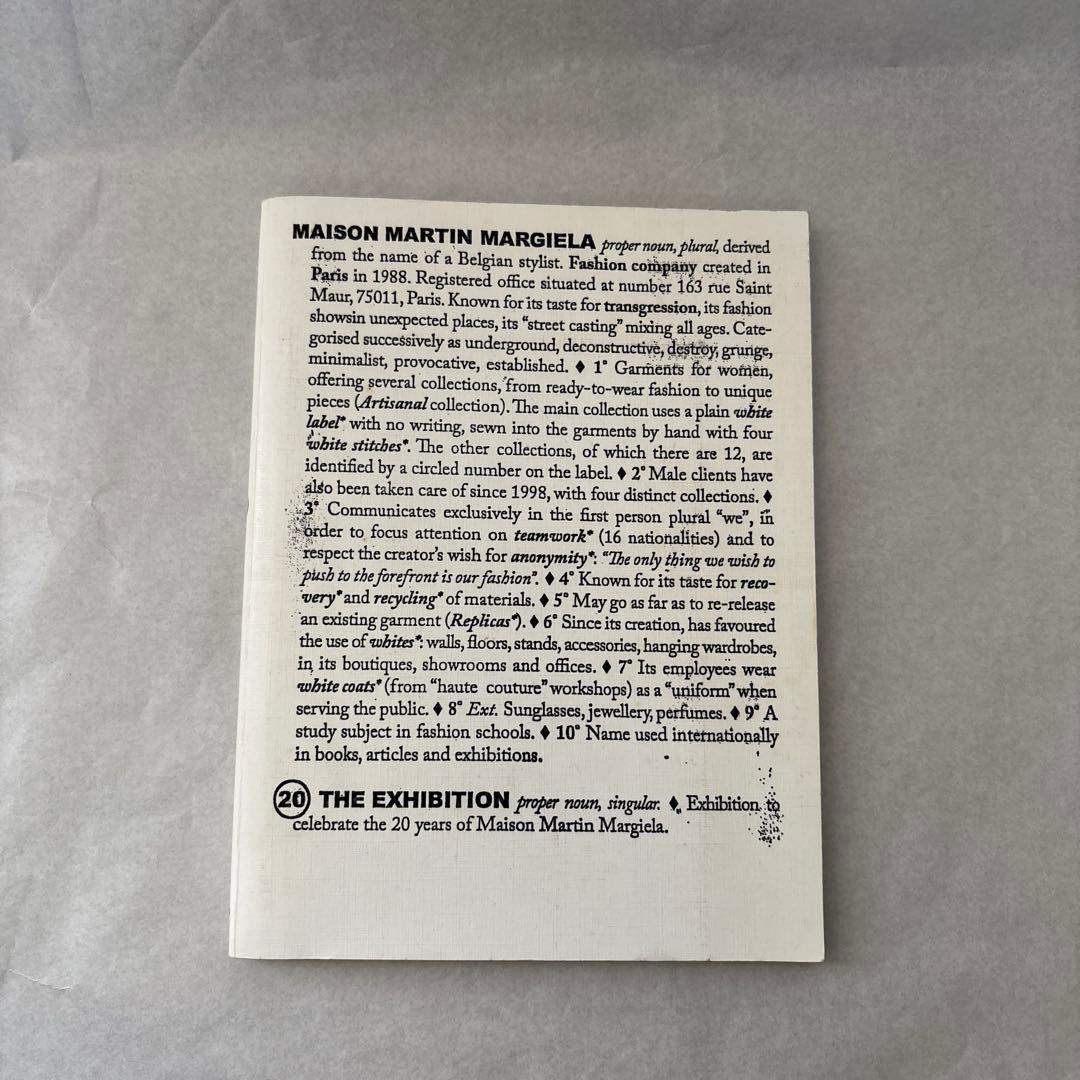 MAISON MARTIN MARGIELA proper noun, plural, derived
from the name of a Belgian stylist. Fashion company created in
Paris in 1988. Registered office situated at number 163 rue Saint
Maur, 75011, Paris. Known for its taste for transgression, its fashion
showsin unexpected places, its “street casting” mixing all ages. Cate-
gorised successively as underground, deconstructive, destroy, grunge,
minimalist, provocative, established. ♦ 1° Garments for women,
offering several collections, from ready-to-wear fashion to unique
pieces (Artisanal collection). The main collection uses a plain white
label* with no writing, sewn into the garments by hand with four
white stitches*. The other collections, of which there are 12, are
identified by a circled number on the label. ♦ 2° Male clients have
also been taken care of since 1998, with four distinct collections. ♦
3° Communicates exclusively in the first person plural “we”, in
order to focus attention on teamwork* (16 nationalities) and to
respect the creator’s wish for anonymity*: “The only thing we wish to
push to the forefront is our fashion”. ♦ 4° Known for its taste for reco-
very* and recycling* of materials. ♦ 5° May go as far as to re-release
an existing garment (Replicas*). ♦ 6° Since its creation, has favoured
the use of whites*: walls, floors, stands, accessories, hanging wardrobes,
in its boutiques, showrooms and offices. ♦ 7° Its employees wear
white coats* (from “haute couture” workshops) as a “uniform” when
serving the public. ♦ 8° Ext. Sunglasses, jewellery, perfumes. ♦ 9° A
study subject in fashion schools. ♦ 10° Name used internationally
in books, articles and exhibitions.
20 THE EXHIBITION proper noun, singular. ♦ Exhibition to
celebrate the 20 years of Maison Martin Margiela.